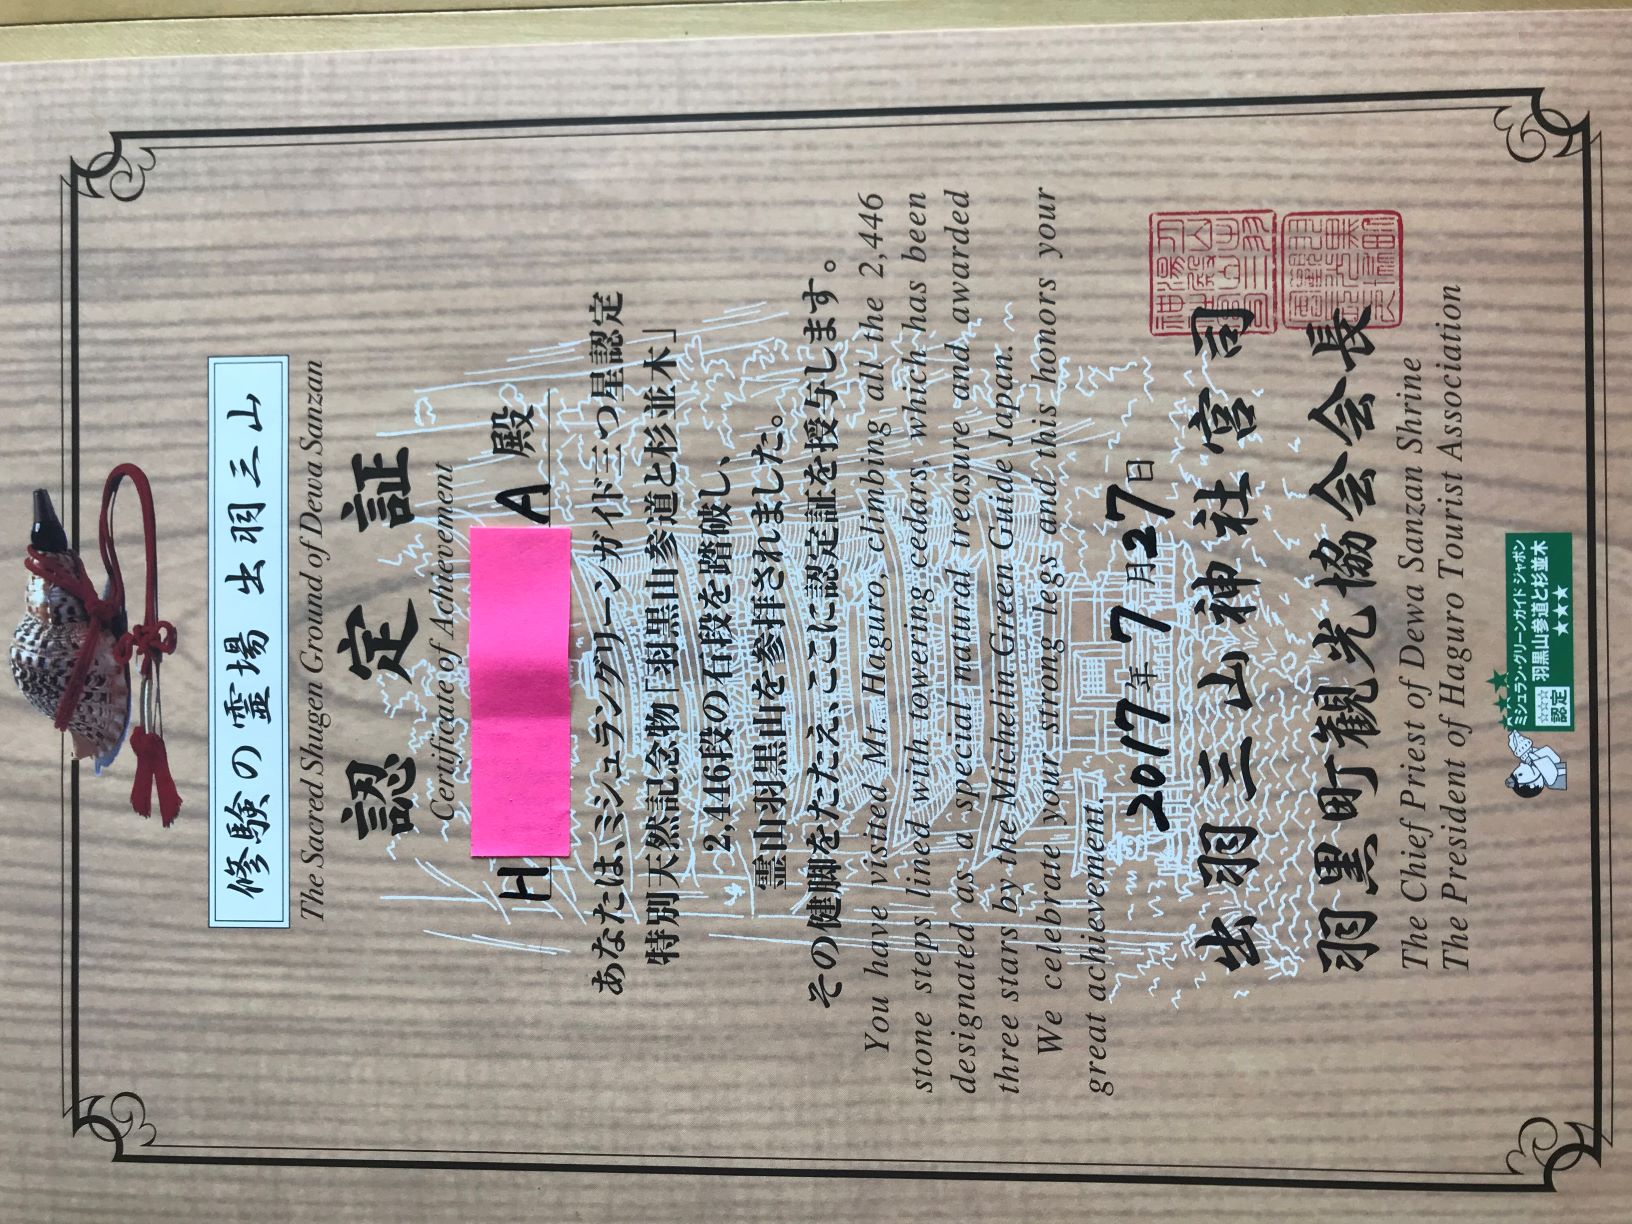 修験の霊場 出羽三山
The Sacred Shugen Ground of Dewa Sanzan
認定証
Certificate of Achievement
H A 殿
あなたは、ミシュラングリーンガイド三つ星認定
特別天然記念物「羽黒山参道と杉並木」
2,446段の石段を踏破し、
霊山羽黒山を参拝されました。
その健脚をたたえ、ここに認定証を授与します。
You have visited Mt. Haguro, climbing all the 2,446
stone steps lined with towering cedars, which has been
designated as a special natural treasure and awarded
three stars by the Michelin Green Guide Japan.
We celebrate your strong legs and this honors your
great achievement.
2017年7月27日
出羽三山神社宮司
羽黒町観光協会会長
The Chief Priest of Dewa Sanzan Shrine
The President of Haguro Tourist Association
ミシュラン・グリーンガイド ジャポン
☆☆☆ 認定 羽黒山参道と杉並木
★★★